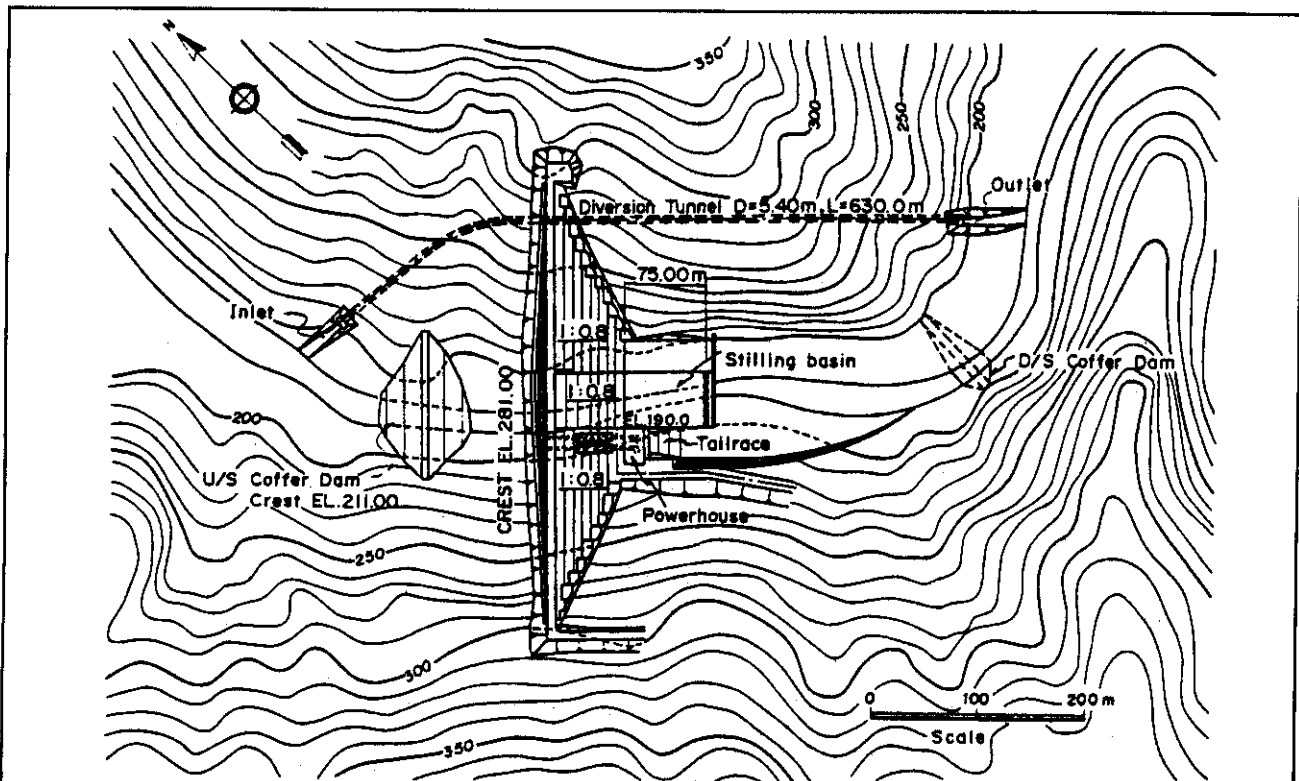 N
350
300
250
200
Outlet
Diversion Tunnel D=5.40m L=630.0m
75.00m
Inlet
1:0.8
Stilling basin
D/S Coffer Dam
1:0.8
CREST EL.281.00
200
EL.190.0
Tailrace
U/S Coffer Dam
Crest EL.211.00
1:0.8
Powerhouse
250
300
0 100 200m
Scale
350